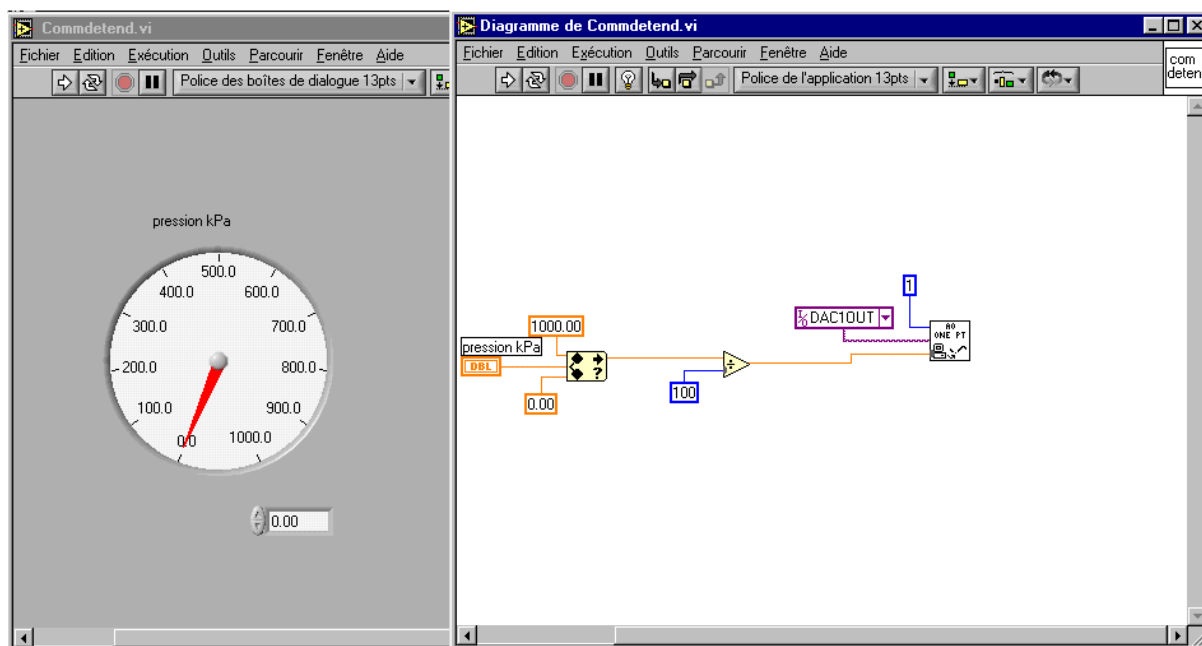 Commdetend.vi
Fichier Edition Exécution Outils Parcourir Fenêtre Aide
Police des boîtes de dialogue 13pts
pression kPa
500.0
400.0 600.0
300.0 700.0
200.0 800.0
100.0 900.0
0.0 1000.0
0.00
Diagramme de Commdetend.vi
Fichier Edition Exécution Outils Parcourir Fenêtre Aide
com
deten
Police de l'application 13pts
1
1000.00
DAC1OUT
AO
ONE PT
pression kPa
DBL
?
÷
0.00
100